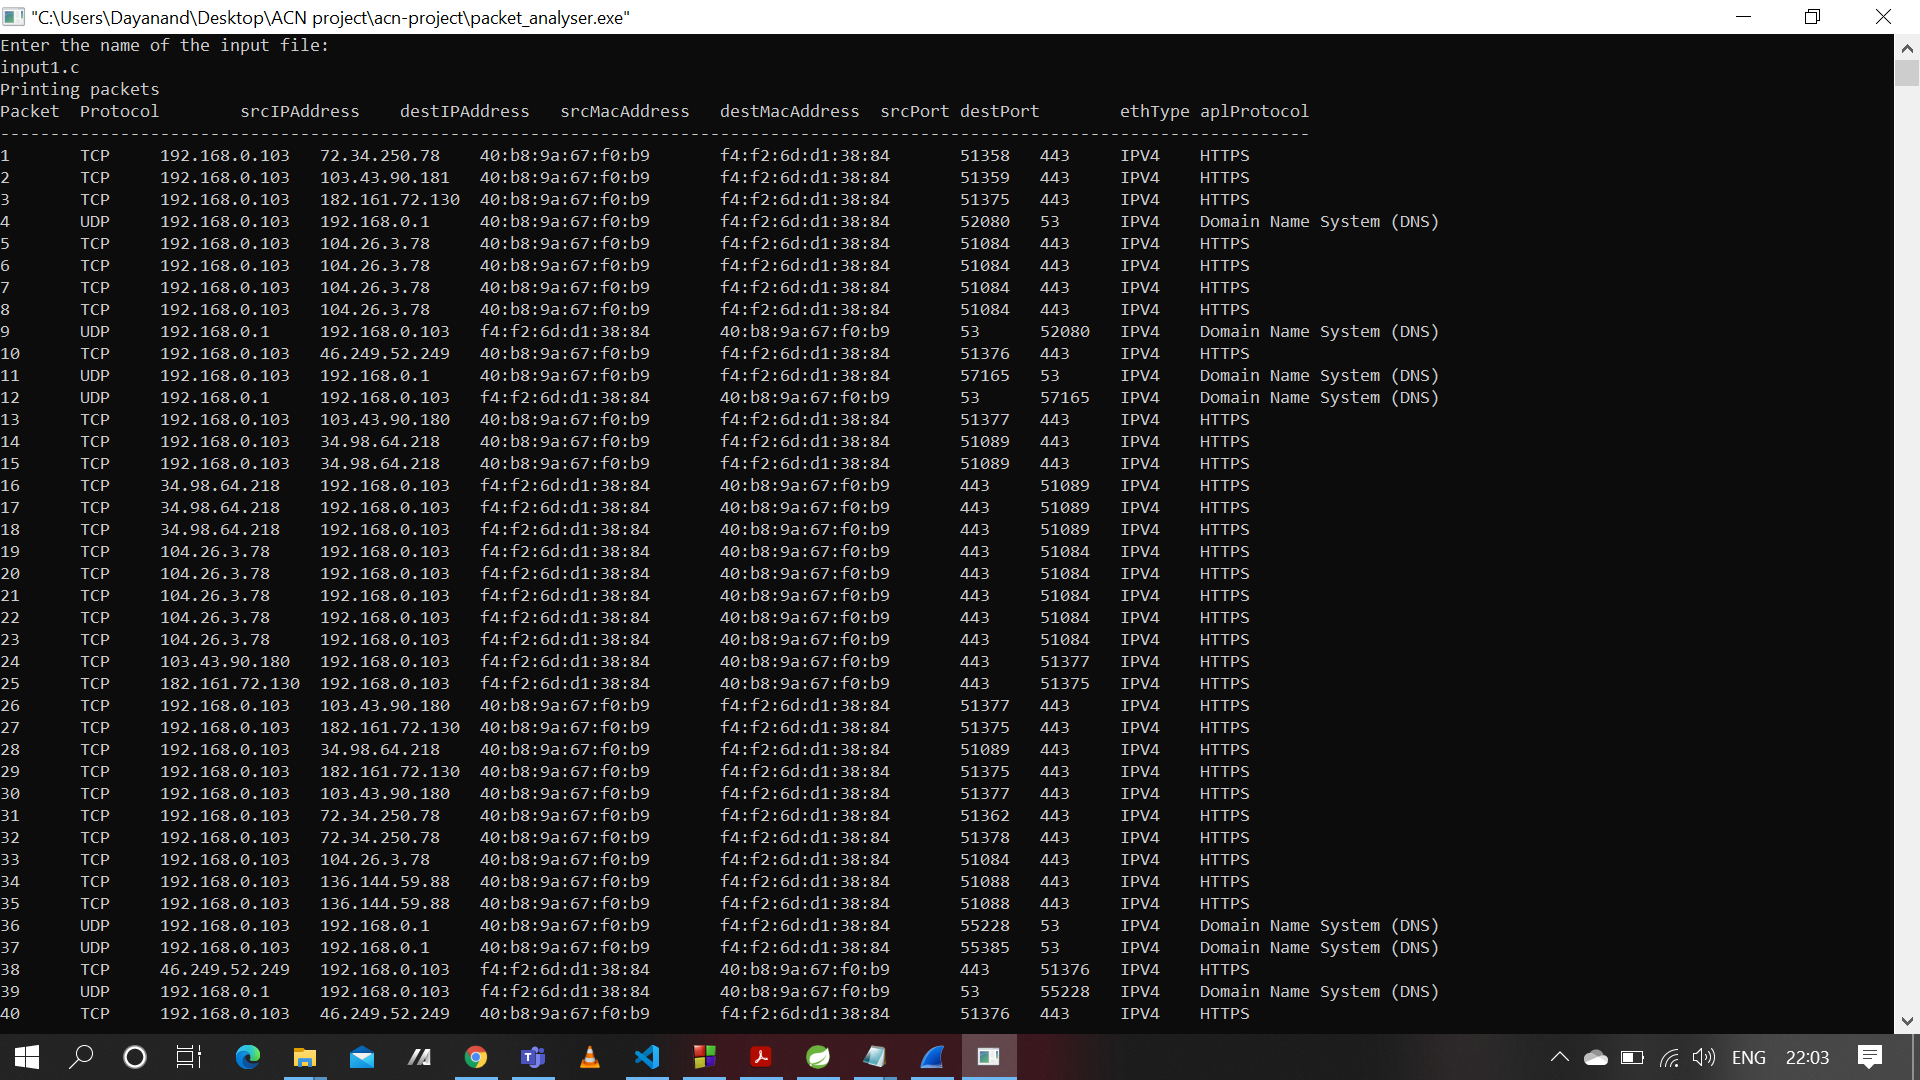 "C:\Users\Dayanand\Desktop\ACN project\acn-project\packet_analyser.exe"
Enter the name of the input file:
input1.c
Printing packets
Packet Protocol srcIPAddress destIPAddress srcMacAddress destMacAddress srcPort destPort ethType aplProtocol
-----------------------------------------------------------------------------------------------------------------------------------
1 TCP 192.168.0.103 72.34.250.78 40:b8:9a:67:f0:b9 f4:f2:6d:d1:38:84 51358 443 IPV4 HTTPS
2 TCP 192.168.0.103 103.43.90.181 40:b8:9a:67:f0:b9 f4:f2:6d:d1:38:84 51359 443 IPV4 HTTPS
3 TCP 192.168.0.103 182.161.72.130 40:b8:9a:67:f0:b9 f4:f2:6d:d1:38:84 51375 443 IPV4 HTTPS
4 UDP 192.168.0.103 192.168.0.1 40:b8:9a:67:f0:b9 f4:f2:6d:d1:38:84 52080 53 IPV4 Domain Name System (DNS)
5 TCP 192.168.0.103 104.26.3.78 40:b8:9a:67:f0:b9 f4:f2:6d:d1:38:84 51084 443 IPV4 HTTPS
6 TCP 192.168.0.103 104.26.3.78 40:b8:9a:67:f0:b9 f4:f2:6d:d1:38:84 51084 443 IPV4 HTTPS
7 TCP 192.168.0.103 104.26.3.78 40:b8:9a:67:f0:b9 f4:f2:6d:d1:38:84 51084 443 IPV4 HTTPS
8 TCP 192.168.0.103 104.26.3.78 40:b8:9a:67:f0:b9 f4:f2:6d:d1:38:84 51084 443 IPV4 HTTPS
9 UDP 192.168.0.1 192.168.0.103 f4:f2:6d:d1:38:84 40:b8:9a:67:f0:b9 53 52080 IPV4 Domain Name System (DNS)
10 TCP 192.168.0.103 46.249.52.249 40:b8:9a:67:f0:b9 f4:f2:6d:d1:38:84 51376 443 IPV4 HTTPS
11 UDP 192.168.0.103 192.168.0.1 40:b8:9a:67:f0:b9 f4:f2:6d:d1:38:84 57165 53 IPV4 Domain Name System (DNS)
12 UDP 192.168.0.1 192.168.0.103 f4:f2:6d:d1:38:84 40:b8:9a:67:f0:b9 53 57165 IPV4 Domain Name System (DNS)
13 TCP 192.168.0.103 103.43.90.180 40:b8:9a:67:f0:b9 f4:f2:6d:d1:38:84 51377 443 IPV4 HTTPS
14 TCP 192.168.0.103 34.98.64.218 40:b8:9a:67:f0:b9 f4:f2:6d:d1:38:84 51089 443 IPV4 HTTPS
15 TCP 192.168.0.103 34.98.64.218 40:b8:9a:67:f0:b9 f4:f2:6d:d1:38:84 51089 443 IPV4 HTTPS
16 TCP 34.98.64.218 192.168.0.103 f4:f2:6d:d1:38:84 40:b8:9a:67:f0:b9 443 51089 IPV4 HTTPS
17 TCP 34.98.64.218 192.168.0.103 f4:f2:6d:d1:38:84 40:b8:9a:67:f0:b9 443 51089 IPV4 HTTPS
18 TCP 34.98.64.218 192.168.0.103 f4:f2:6d:d1:38:84 40:b8:9a:67:f0:b9 443 51089 IPV4 HTTPS
19 TCP 104.26.3.78 192.168.0.103 f4:f2:6d:d1:38:84 40:b8:9a:67:f0:b9 443 51084 IPV4 HTTPS
20 TCP 104.26.3.78 192.168.0.103 f4:f2:6d:d1:38:84 40:b8:9a:67:f0:b9 443 51084 IPV4 HTTPS
21 TCP 104.26.3.78 192.168.0.103 f4:f2:6d:d1:38:84 40:b8:9a:67:f0:b9 443 51084 IPV4 HTTPS
22 TCP 104.26.3.78 192.168.0.103 f4:f2:6d:d1:38:84 40:b8:9a:67:f0:b9 443 51084 IPV4 HTTPS
23 TCP 104.26.3.78 192.168.0.103 f4:f2:6d:d1:38:84 40:b8:9a:67:f0:b9 443 51084 IPV4 HTTPS
24 TCP 103.43.90.180 192.168.0.103 f4:f2:6d:d1:38:84 40:b8:9a:67:f0:b9 443 51377 IPV4 HTTPS
25 TCP 182.161.72.130 192.168.0.103 f4:f2:6d:d1:38:84 40:b8:9a:67:f0:b9 443 51375 IPV4 HTTPS
26 TCP 192.168.0.103 103.43.90.180 40:b8:9a:67:f0:b9 f4:f2:6d:d1:38:84 51377 443 IPV4 HTTPS
27 TCP 192.168.0.103 182.161.72.130 40:b8:9a:67:f0:b9 f4:f2:6d:d1:38:84 51375 443 IPV4 HTTPS
28 TCP 192.168.0.103 34.98.64.218 40:b8:9a:67:f0:b9 f4:f2:6d:d1:38:84 51089 443 IPV4 HTTPS
29 TCP 192.168.0.103 182.161.72.130 40:b8:9a:67:f0:b9 f4:f2:6d:d1:38:84 51375 443 IPV4 HTTPS
30 TCP 192.168.0.103 103.43.90.180 40:b8:9a:67:f0:b9 f4:f2:6d:d1:38:84 51377 443 IPV4 HTTPS
31 TCP 192.168.0.103 72.34.250.78 40:b8:9a:67:f0:b9 f4:f2:6d:d1:38:84 51362 443 IPV4 HTTPS
32 TCP 192.168.0.103 72.34.250.78 40:b8:9a:67:f0:b9 f4:f2:6d:d1:38:84 51378 443 IPV4 HTTPS
33 TCP 192.168.0.103 104.26.3.78 40:b8:9a:67:f0:b9 f4:f2:6d:d1:38:84 51084 443 IPV4 HTTPS
34 TCP 192.168.0.103 136.144.59.88 40:b8:9a:67:f0:b9 f4:f2:6d:d1:38:84 51088 443 IPV4 HTTPS
35 TCP 192.168.0.103 136.144.59.88 40:b8:9a:67:f0:b9 f4:f2:6d:d1:38:84 51088 443 IPV4 HTTPS
36 UDP 192.168.0.103 192.168.0.1 40:b8:9a:67:f0:b9 f4:f2:6d:d1:38:84 55228 53 IPV4 Domain Name System (DNS)
37 UDP 192.168.0.103 192.168.0.1 40:b8:9a:67:f0:b9 f4:f2:6d:d1:38:84 55385 53 IPV4 Domain Name System (DNS)
38 TCP 46.249.52.249 192.168.0.103 f4:f2:6d:d1:38:84 40:b8:9a:67:f0:b9 443 51376 IPV4 HTTPS
39 UDP 192.168.0.1 192.168.0.103 f4:f2:6d:d1:38:84 40:b8:9a:67:f0:b9 53 55228 IPV4 Domain Name System (DNS)
40 TCP 192.168.0.103 46.249.52.249 40:b8:9a:67:f0:b9 f4:f2:6d:d1:38:84 51376 443 IPV4 HTTPS
ENG 22:03